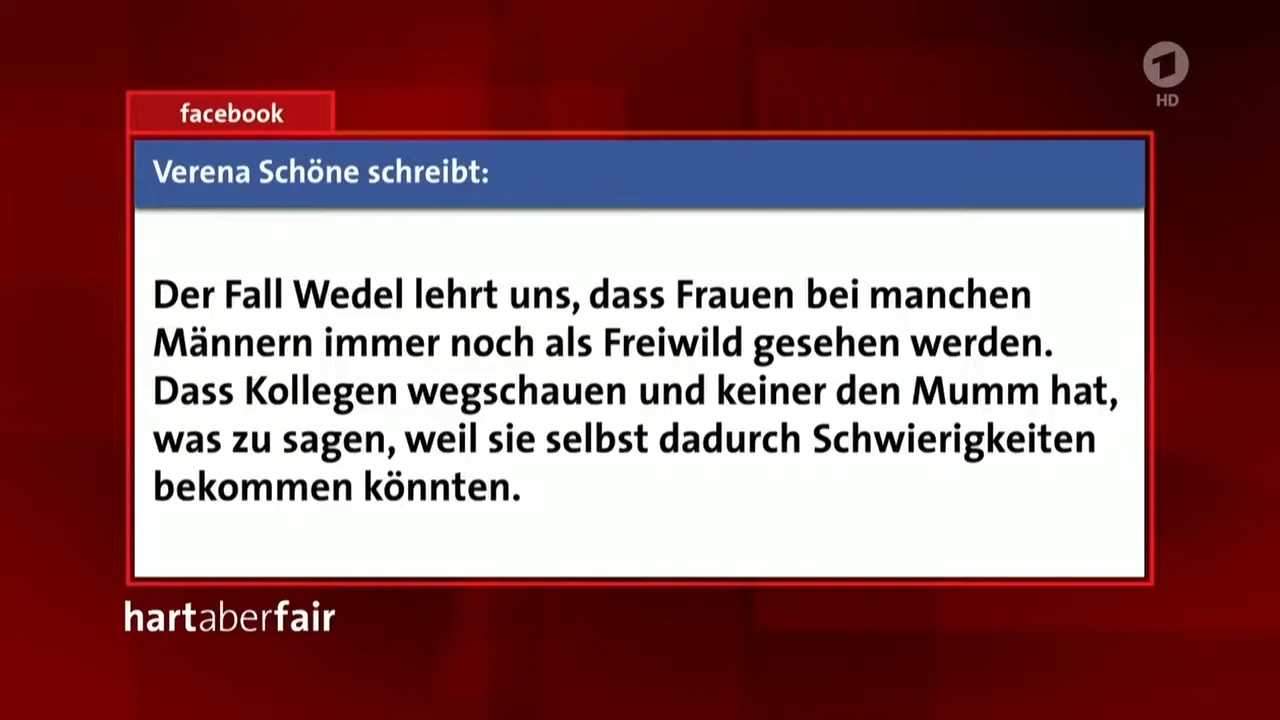 1
HD
facebook
Verena Schöne schreibt:
Der Fall Wedel lehrt uns, dass Frauen bei manchen
Männern immer noch als Freiwild gesehen werden.
Dass Kollegen wegschauen und keiner den Mumm hat,
was zu sagen, weil sie selbst dadurch Schwierigkeiten
bekommen könnten.
hartaberfair